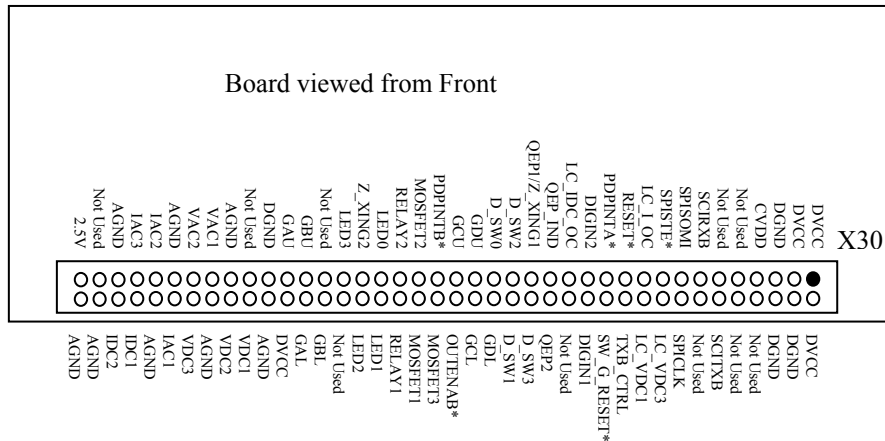 Board viewed from Front
X30
2.5V
Not Used
AGND
IAC3
IAC2
AGND
VAC2
VAC1
AGND
Not Used
DGND
GAU
GBU
Not Used
LED3
Z_XING2
LED0
RELAY2
MOSFET2
PDPINTB*
GCU
GDU
D_SW0
D_SW2
QEP1/Z_XING1
QEP_IND
LC_IDC_OC
DIGIN2
PDPINTA*
RESET*
LC_I_OC
SPISTE*
SPISOMI
SCIRXB
Not Used
Not Used
CVDD
DGND
DVCC
DVCC
AGND
AGND
IDC2
IDC1
AGND
IAC1
VDC3
AGND
VDC2
VDC1
AGND
DVCC
GAL
GBL
Not Used
LED2
LED1
RELAY1
MOSFET1
MOSFET3
OUTENAB*
GCL
GDL
D_SW1
D_SW3
QEP2
Not Used
DIGIN1
SW_G_RESET*
TXB_CTRL
LC_VDC1
LC_VDC3
SPICLK
Not Used
SCITXB
Not Used
Not Used
DGND
DGND
DVCC